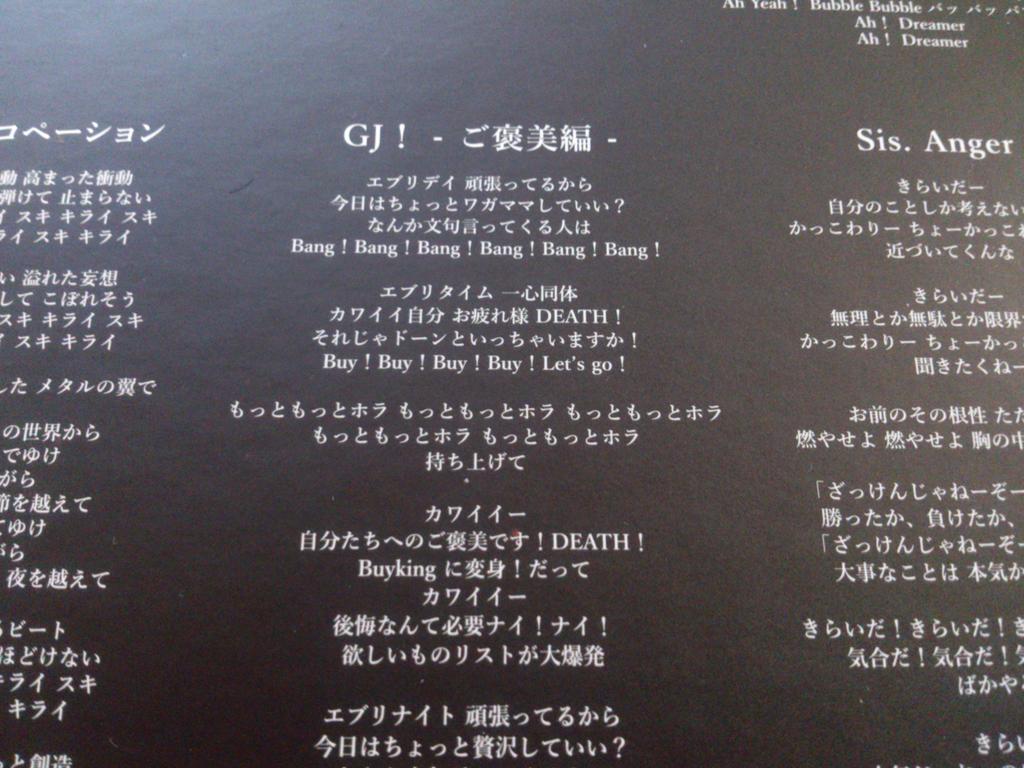 Ah Yeah！ Bubble Bubble バッ バッ
Ah！ Dreamer
Ah！ Dreamer
コペーション
動 高まった衝動
弾けて 止まらない
イ スキ キライ スキ
ライ スキ キライ
い 溢れた妄想
して こぼれそう
スキ キライ スキ
イ スキ キライ
した メタルの翼で
の世界から
でゆけ
がら
節を越えて
てゆけ
がら
夜を越えて
るビート
ほどけない
キライ スキ
キライ
っと創造
GJ！ - ご褒美編 -
エブリデイ 頑張ってるから
今日はちょっとワガママしていい？
なんか文句言ってくる人は
Bang！Bang！Bang！Bang！Bang！Bang！
エブリタイム 一心同体
カワイイ自分 お疲れ様 DEATH！
それじゃドーンといっちゃいますか！
Buy！Buy！Buy！Buy！Let's go！
もっともっとホラ もっともっとホラ もっともっとホラ
もっともっとホラ もっともっとホラ
持ち上げて
カワイイー
自分たちへのご褒美です！DEATH！
Buyking に変身！だって
カワイイー
後悔なんて必要ナイ！ナイ！
欲しいものリストが大爆発
エブリナイト 頑張ってるから
今日はちょっと贅沢していい？
Sis. Anger
きらいだー
自分のことしか考えない
かっこわりー ちょーかっこわ
近づいてくんな
きらいだー
無理とか無駄とか限界
かっこわりー ちょーかっ
聞きたくねー
お前のその根性 ただ
燃やせよ 燃やせよ 胸の中
「ざっけんじゃねーぞー
勝ったか、負けたか、
「ざっけんじゃねーぞー
大事なことは 本気か
きらいだ！きらいだ！き
気合だ！気合だ！気
ばかやろ
きらい